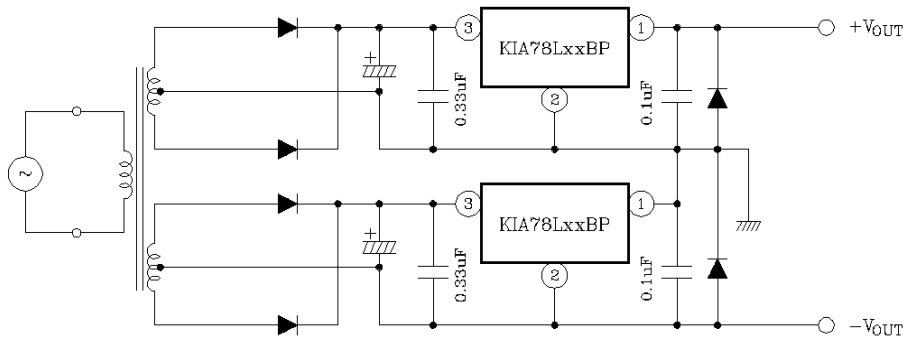 3
KIA78LxxBP
1
+VOUT
+
0.33uF
2
0.1uF
~
3
KIA78LxxBP
1
+
0.33uF
2
0.1uF
−VOUT